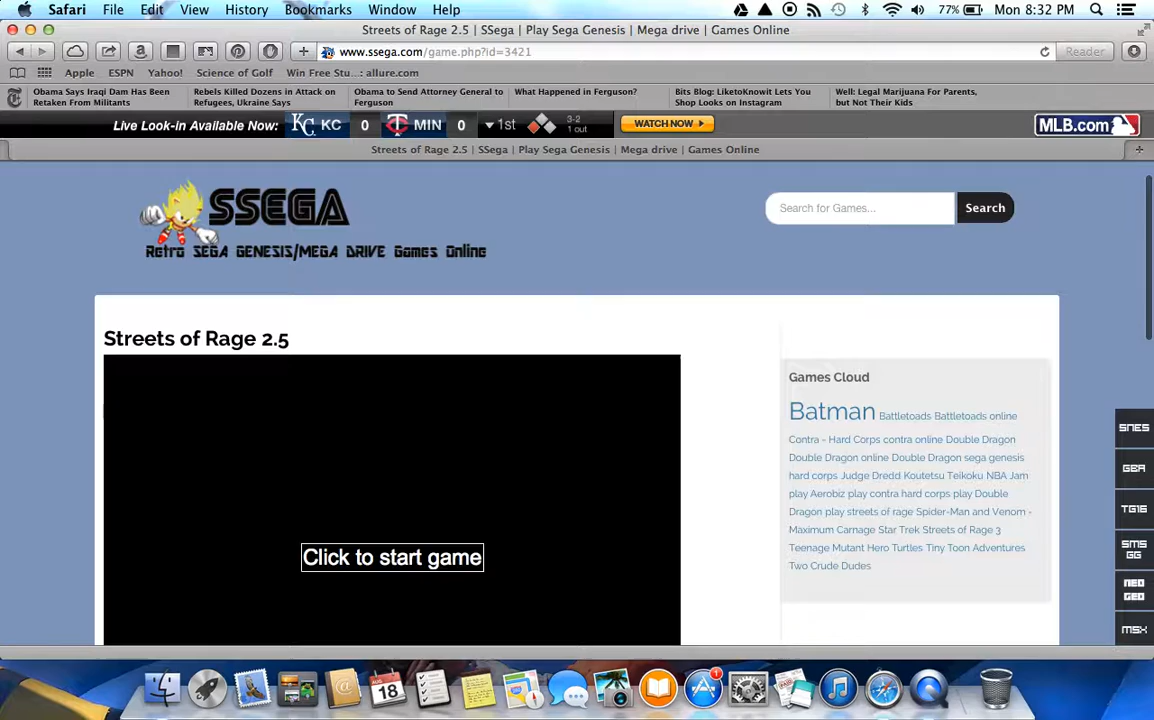 Safari File Edit View History Bookmarks Window Help 77% Mon 8:32 PM
Streets of Rage 2.5 | SSega | Play Sega Genesis | Mega drive | Games Online
www.ssega.com/game.php?id=3421 Reader
Apple ESPN Yahoo! Science of Golf Win Free Stu...: allure.com
Obama Says Iraqi Dam Has Been
Retaken From Militants
Rebels Killed Dozens in Attack on
Refugees, Ukraine Says
Obama to Send Attorney General to
Ferguson
What Happened in Ferguson?
Bits Blog: LiketoKnowit Lets You
Shop Looks on Instagram
Well: Legal Marijuana For Parents,
but Not Their Kids
Live Look-in Available Now: KC KC 0 MIN 0 1st 3-2 WATCH NOW MLB.com
1 out
Streets of Rage 2.5 | SSega | Play Sega Genesis | Mega drive | Games Online
SSEGA
Retro SEGA GENESIS/MEGA DRIVE Games Online
Search for Games... Search
Streets of Rage 2.5
Click to start game
Games Cloud
Batman Battletoads Battletoads online
Contra - Hard Corps contra online Double Dragon
Double Dragon online Double Dragon sega genesis
hard corps Judge Dredd Koutetsu Teikoku NBA Jam
play Aerobiz play contra hard corps play Double
Dragon play streets of rage Spider-Man and Venom -
Maximum Carnage Star Trek Streets of Rage 3
Teenage Mutant Hero Turtles Tiny Toon Adventures
Two Crude Dudes
SNES
GBA
TG16
SMS
GG
NEO
GEO
MSX
AUG
18
1